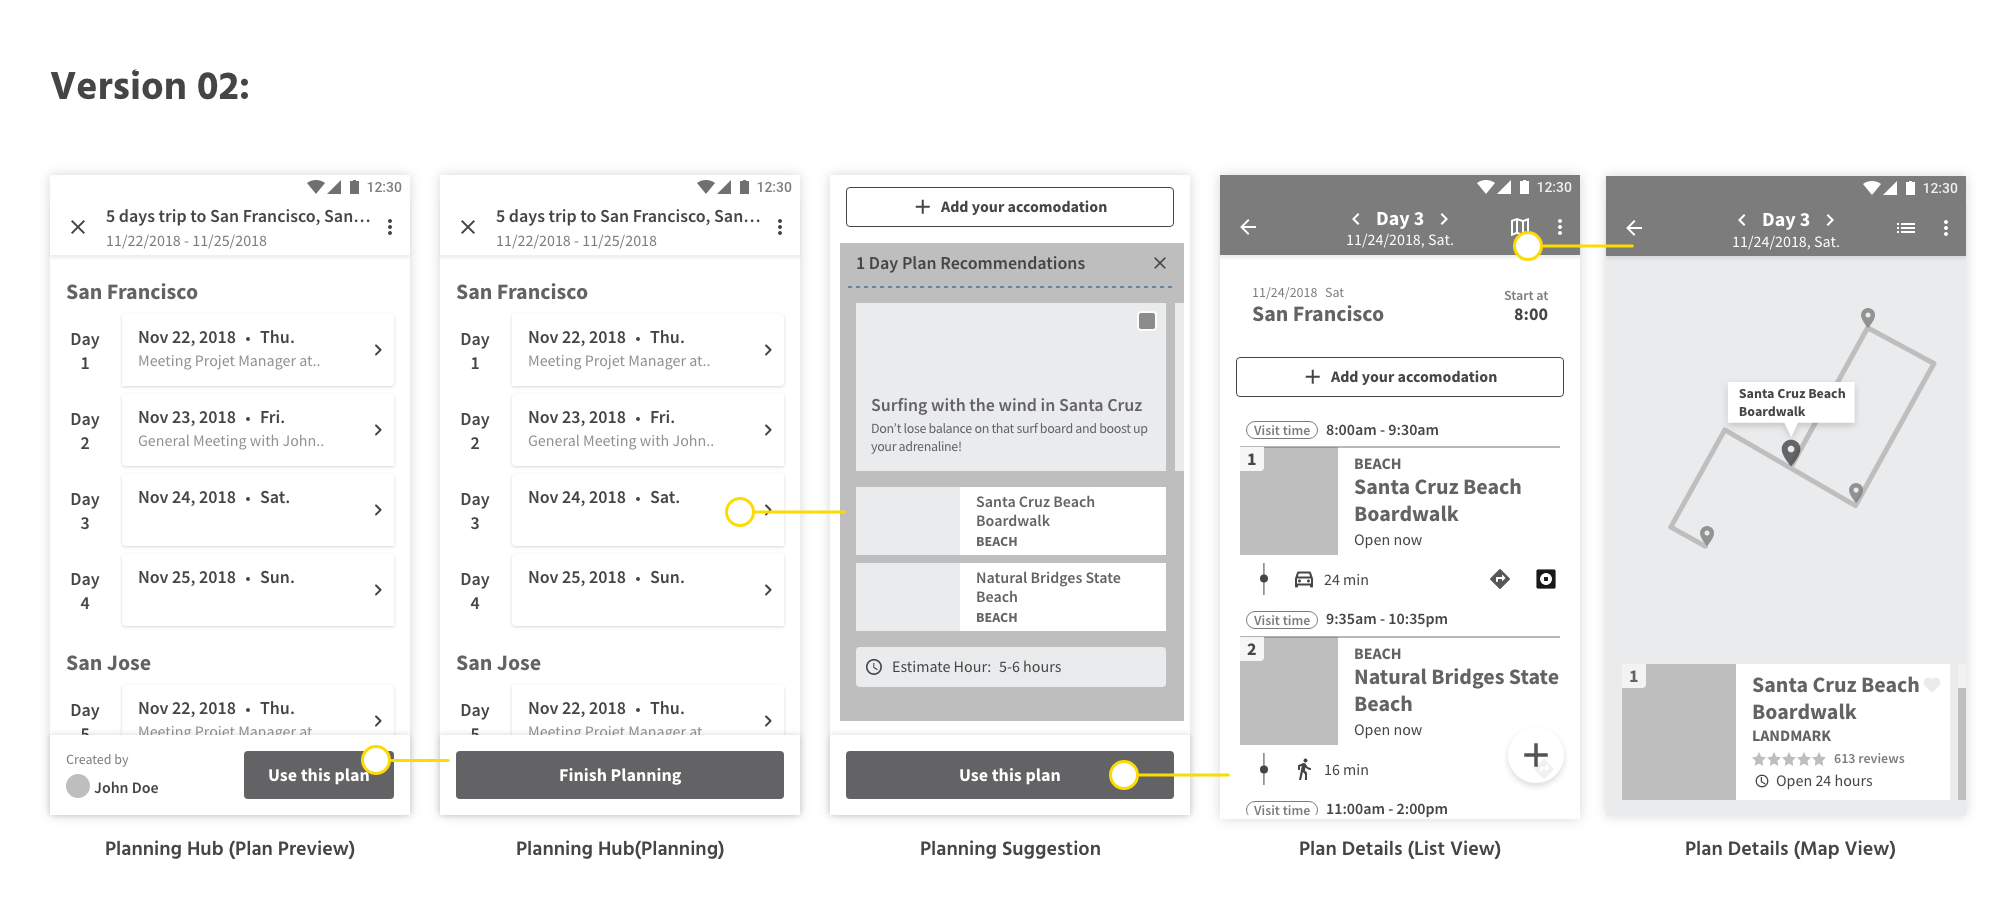 Version 02:
12:30
5 days trip to San Francisco, San...
11/22/2018 - 11/25/2018
San Francisco
Day
1
Nov 22, 2018 • Thu.
Meeting Projet Manager at..
Day
2
Nov 23, 2018 • Fri.
General Meeting with John..
Day
3
Nov 24, 2018 • Sat.
Day
4
Nov 25, 2018 • Sun.
San Jose
Day
5
Nov 22, 2018 • Thu.
Meeting Projet Manager at
Created by
John Doe
Use this plan
Planning Hub (Plan Preview)
12:30
5 days trip to San Francisco, San...
11/22/2018 - 11/25/2018
San Francisco
Day
1
Nov 22, 2018 • Thu.
Meeting Projet Manager at..
Day
2
Nov 23, 2018 • Fri.
General Meeting with John..
Day
3
Nov 24, 2018 • Sat.
Day
4
Nov 25, 2018 • Sun.
San Jose
Day
5
Nov 22, 2018 • Thu.
Meeting Projet Manager at
Finish Planning
Planning Hub(Planning)
Add your accomodation
1 Day Plan Recommendations
Surfing with the wind in Santa Cruz
Don't lose balance on that surf board and boost up
your adrenaline!
Santa Cruz Beach
Boardwalk
BEACH
Natural Bridges State
Beach
BEACH
Estimate Hour: 5-6 hours
Use this plan
Planning Suggestion
12:30
Day 3
11/24/2018, Sat.
11/24/2018 Sat
San Francisco
Start at
8:00
Add your accomodation
Visit time 8:00am - 9:30am
1
BEACH
Santa Cruz Beach
Boardwalk
Open now
24 min
Visit time 9:35am - 10:35pm
2
BEACH
Natural Bridges State
Beach
Open now
16 min
Visit time 11:00am - 2:00pm
Plan Details (List View)
12:30
Day 3
11/24/2018, Sat.
Santa Cruz Beach
Boardwalk
1
Santa Cruz Beach
Boardwalk
LANDMARK
613 reviews
Open 24 hours
Plan Details (Map View)